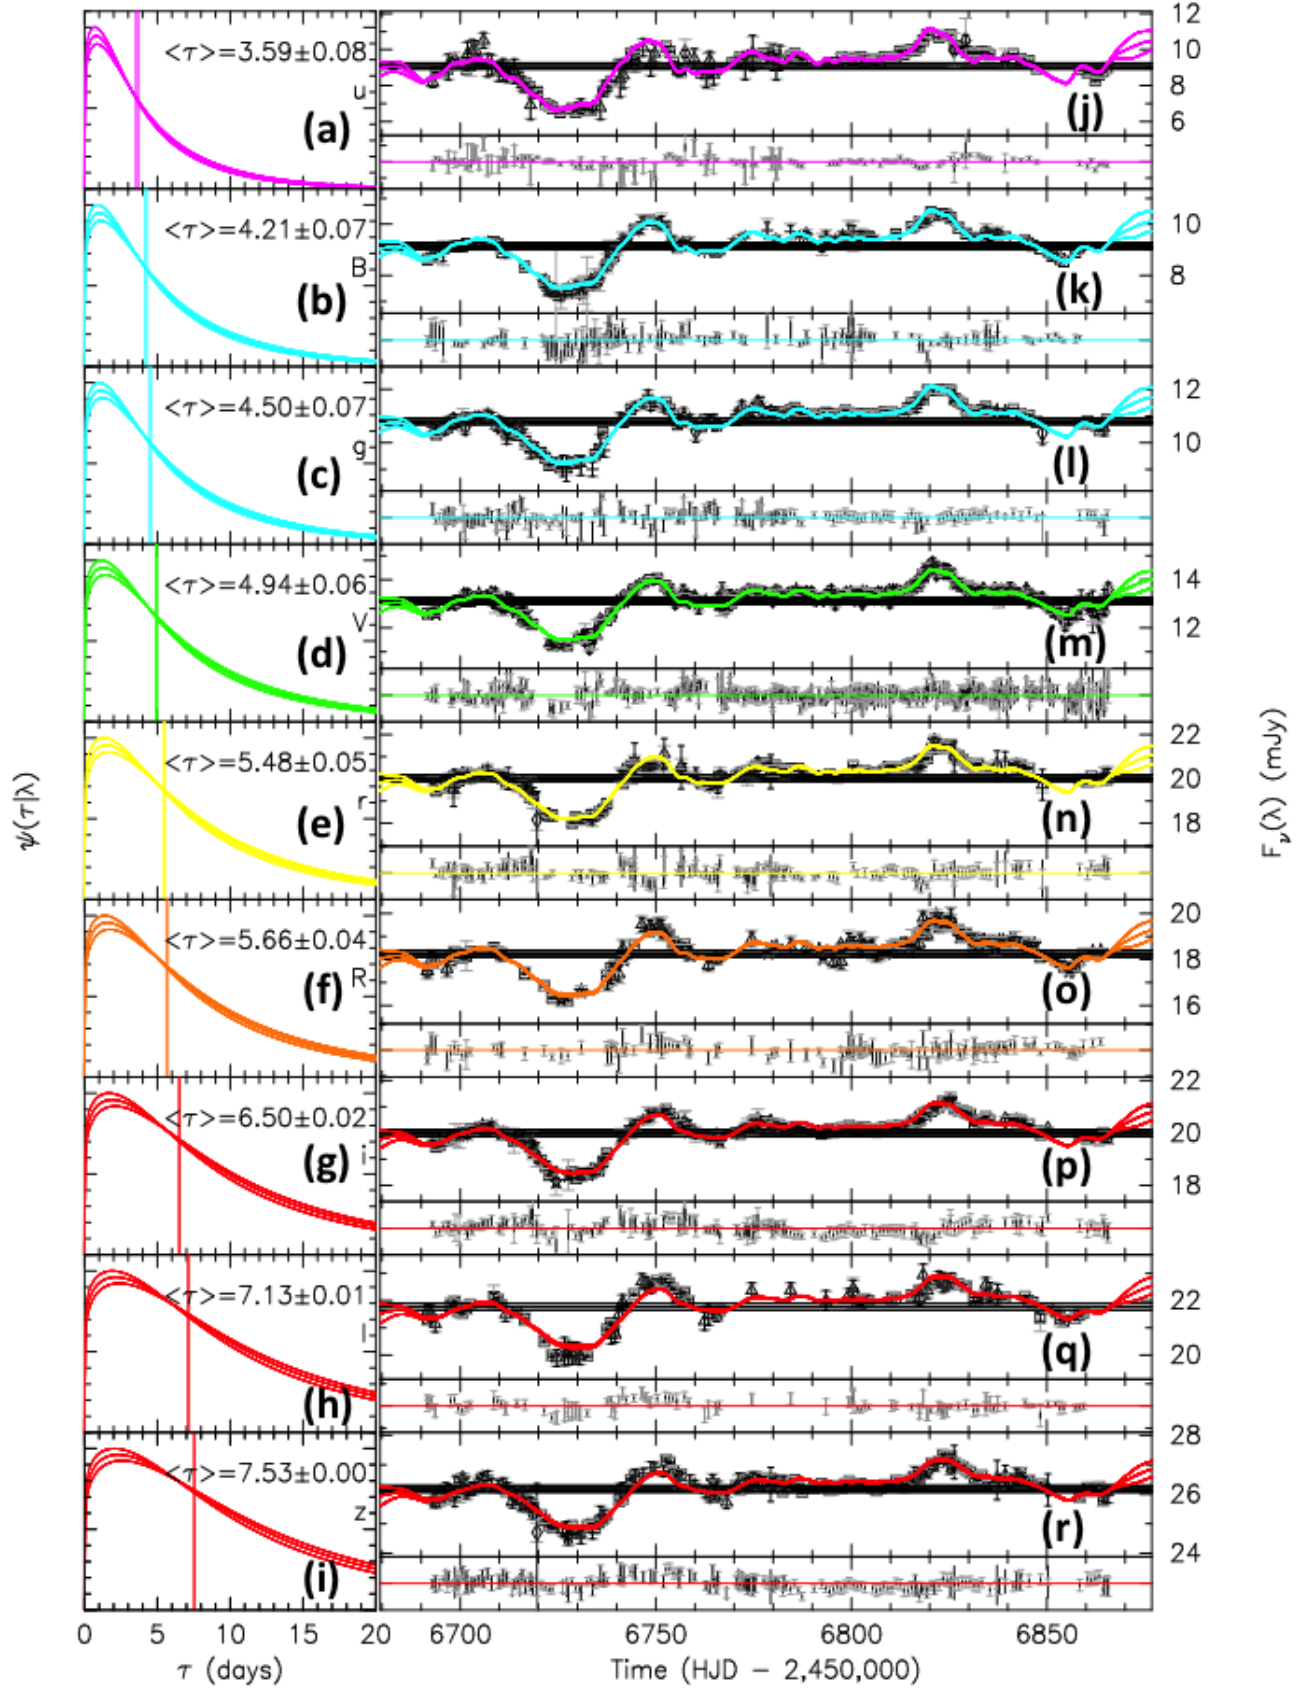 <τ>=3.59±0.08
u
(a)
(j)
12
10
8
6
<τ>=4.21±0.07
B
(b)
(k)
10
8
<τ>=4.50±0.07
g
(c)
(l)
12
10
<τ>=4.94±0.06
V
(d)
(m)
14
12
<τ>=5.48±0.05
r
(e)
(n)
22
20
18
<τ>=5.66±0.04
R
(f)
(o)
20
18
16
<τ>=6.50±0.02
i
(g)
(p)
22
20
18
<τ>=7.13±0.01
I
(h)
(q)
22
20
<τ>=7.53±0.00
z
(i)
(r)
28
26
24
ψ(τ|λ)
F_ν(λ) (mJy)
0 5 10 15 20 6700 6750 6800 6850
τ (days) Time (HJD − 2,450,000)